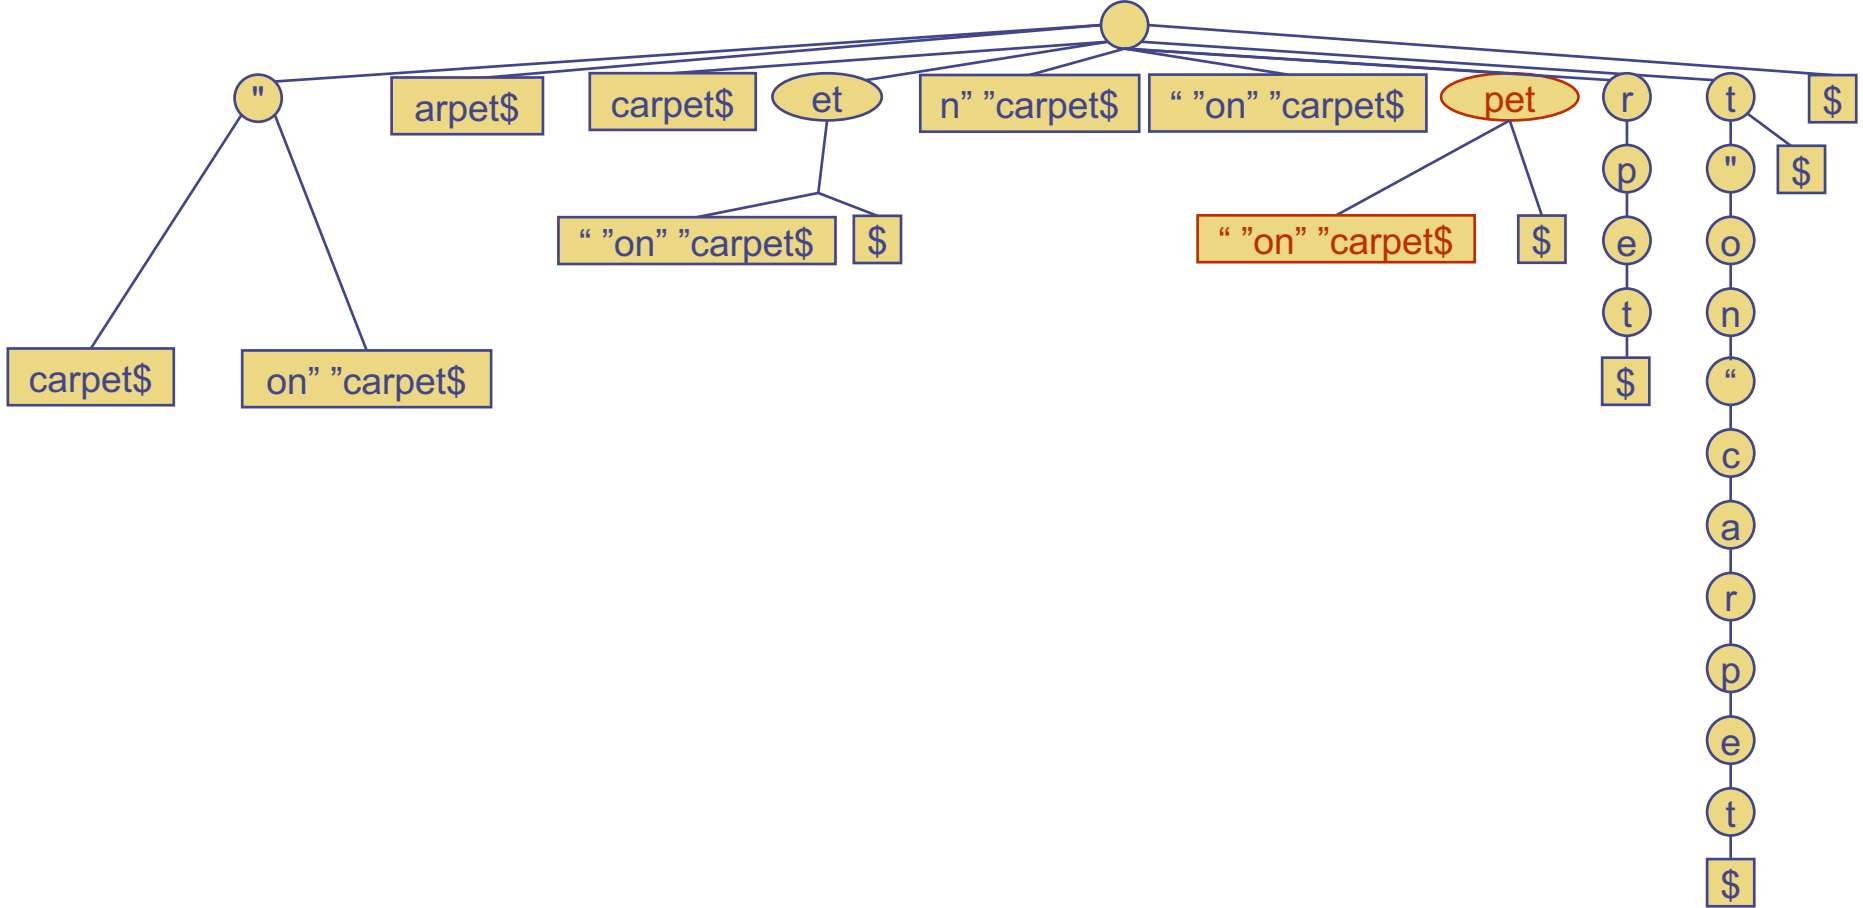 "
arpet$
carpet$
et
n” ”carpet$
“ ”on” ”carpet$
pet
r
t
$
p
"
$
“ ”on” ”carpet$
$
“ ”on” ”carpet$
$
e
o
t
n
carpet$
on” ”carpet$
$
“
c
a
r
p
e
t
$